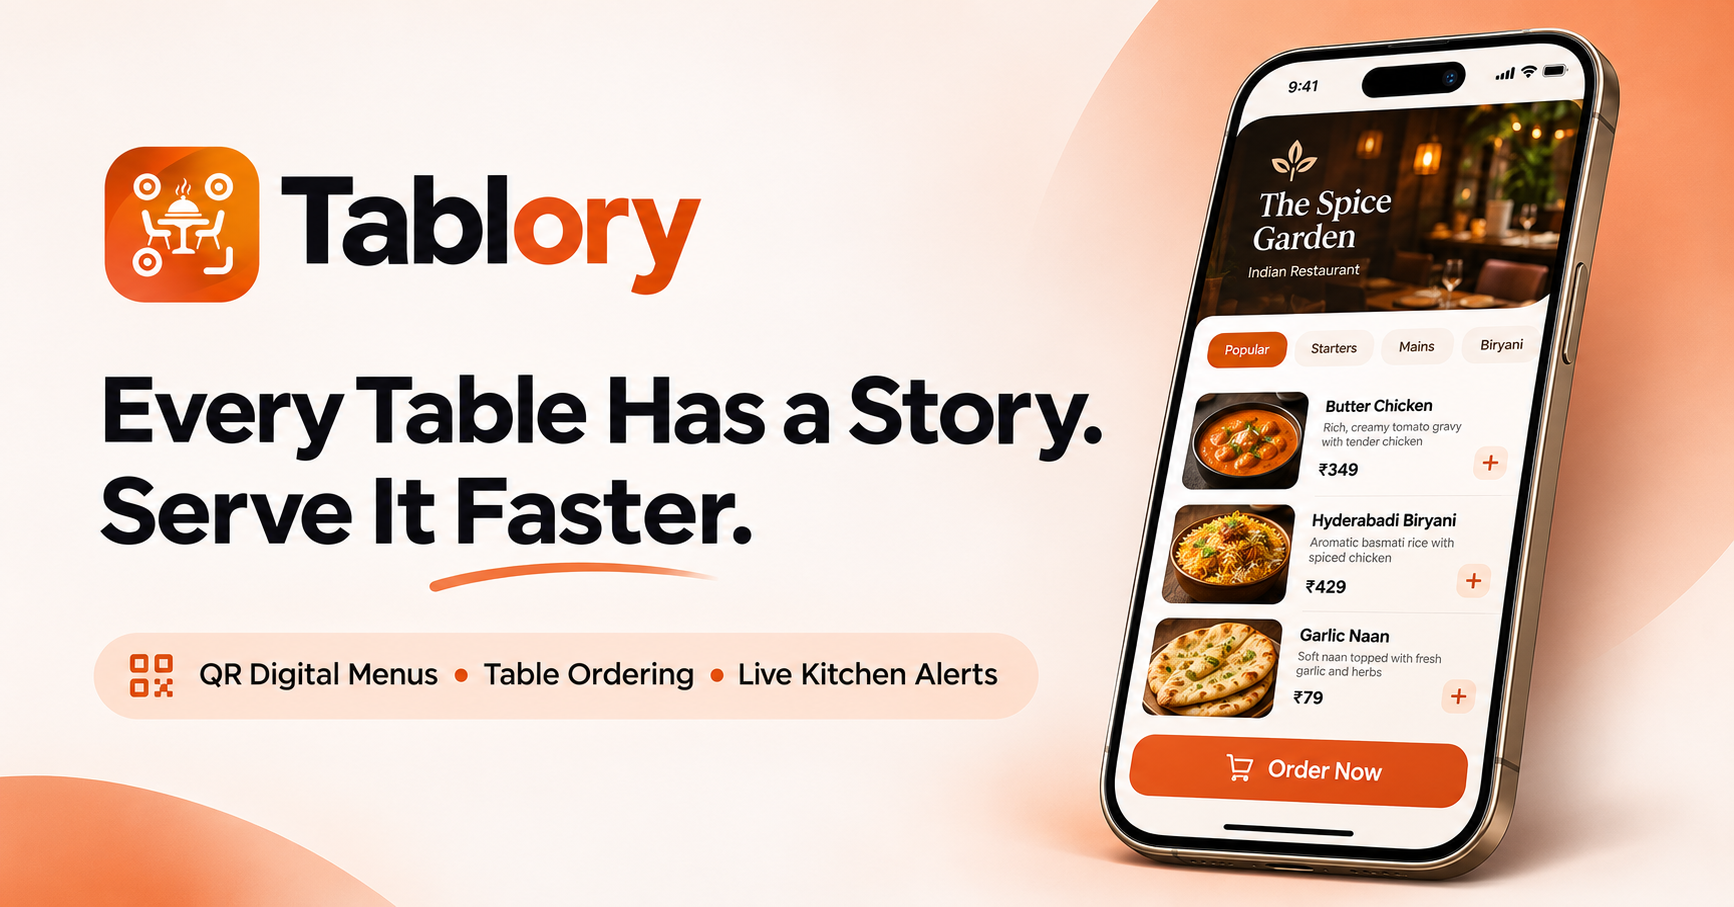 Tablory
Every Table Has a Story.
Serve It Faster.
QR Digital Menus • Table Ordering • Live Kitchen Alerts
9:41
The Spice
Garden
Indian Restaurant
Popular Starters Mains Biryani
Butter Chicken
Rich, creamy tomato gravy
with tender chicken
₹349
+
Hyderabadi Biryani
Aromatic basmati rice with
spiced chicken
₹429
+
Garlic Naan
Soft naan topped with fresh
garlic and herbs
₹79
+
Order Now